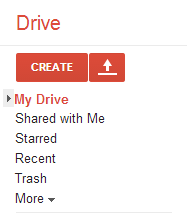 Drive
CREATE
My Drive
Shared with Me
Starred
Recent
Trash
More